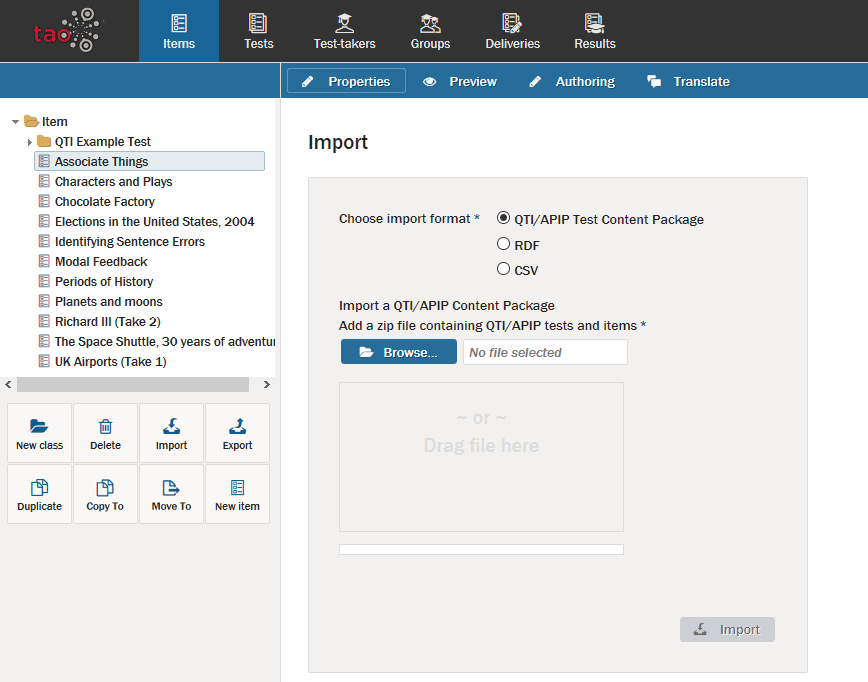 tao
Items
Tests
Test-takers
Groups
Deliveries
Results
Properties
Preview
Authoring
Translate
Item
QTI Example Test
Associate Things
Characters and Plays
Chocolate Factory
Elections in the United States, 2004
Identifying Sentence Errors
Modal Feedback
Periods of History
Planets and moons
Richard III (Take 2)
The Space Shuttle, 30 years of adventu
UK Airports (Take 1)
New class
Delete
Import
Export
Duplicate
Copy To
Move To
New item
Import
Choose import format *
QTI/APIP Test Content Package
RDF
CSV
Import a QTI/APIP Content Package
Add a zip file containing QTI/APIP tests and items *
Browse...
No file selected
~ or ~
Drag file here
Import